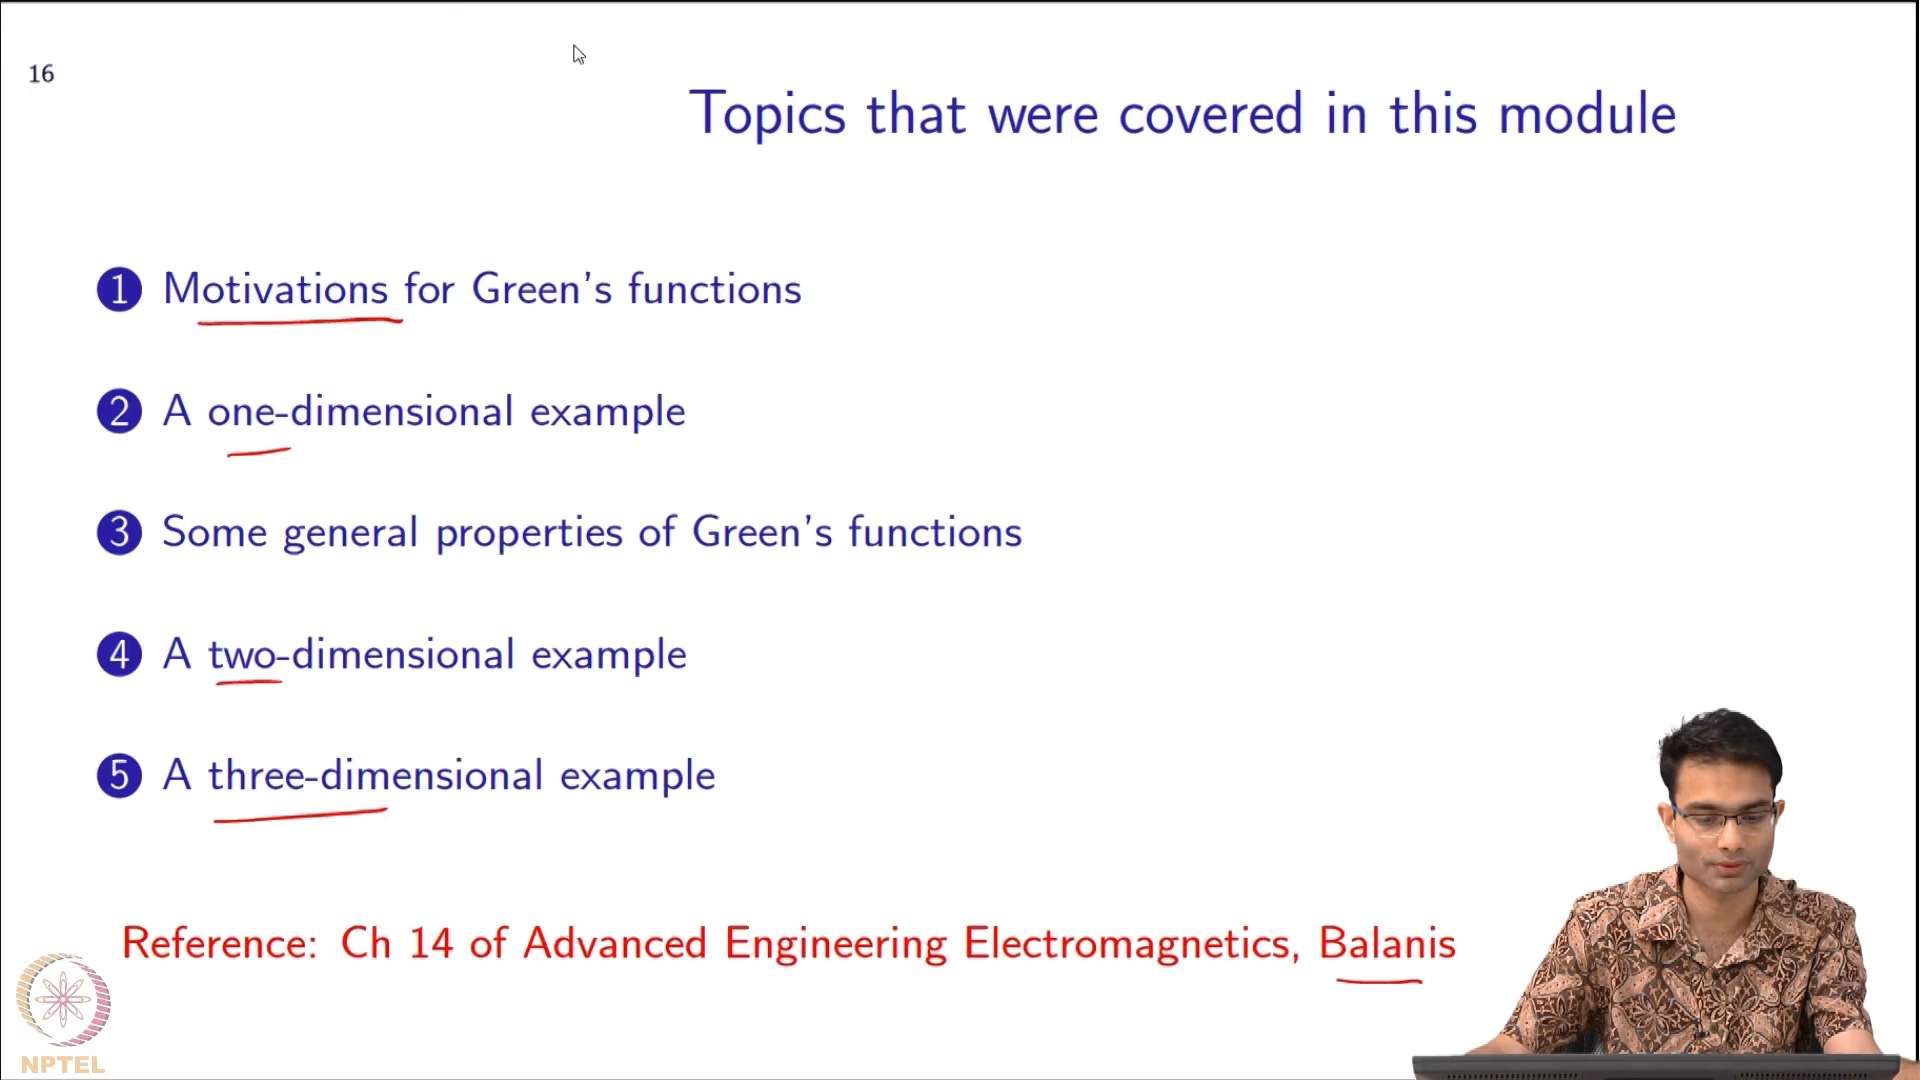 16
Topics that were covered in this module
1 Motivations for Green's functions
2 A one-dimensional example
3 Some general properties of Green's functions
4 A two-dimensional example
5 A three-dimensional example
Reference: Ch 14 of Advanced Engineering Electromagnetics, Balanis
NPTEL